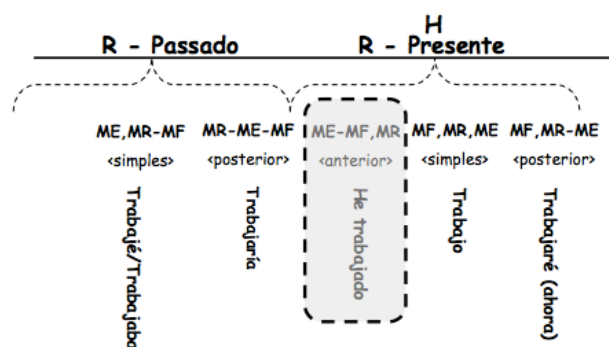 H
R - Passado R - Presente
ME,MR-MF MR-ME-MF ME-MF,MR MF,MR,ME MF,MR-ME
<simples> <posterior> <anterior> <simples> <posterior>
Trabajé/Trabajaba
Trabajaría
He trabajado
Trabajo
Trabajaré (ahora)